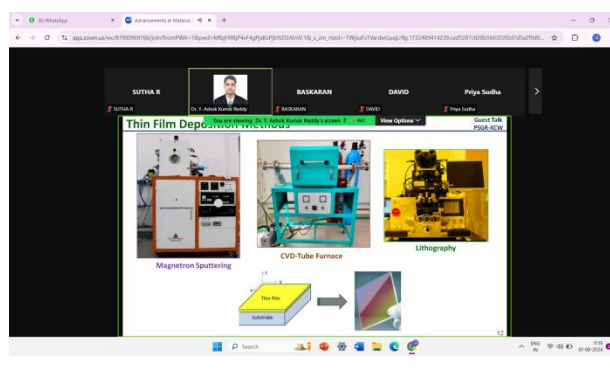 (6) WhatsApp
Advancements in Material
SUTHA R
BASKARAN
DAVID
Priya Sudha
SUTHA R
Dr. Y. Ashok Kumar Reddy
BASKARAN
DAVID
Priya Sudha
You are viewing Dr. Y. Ashok Kumar Reddy's screen
View Options
Thin Film Deposition Methods
Guest Talk
PSGR-KCW
Magnetron Sputtering
CVD-Tube Furnace
Lithography
Thin film
Substrate
12
Search
ENG
IN
11:19